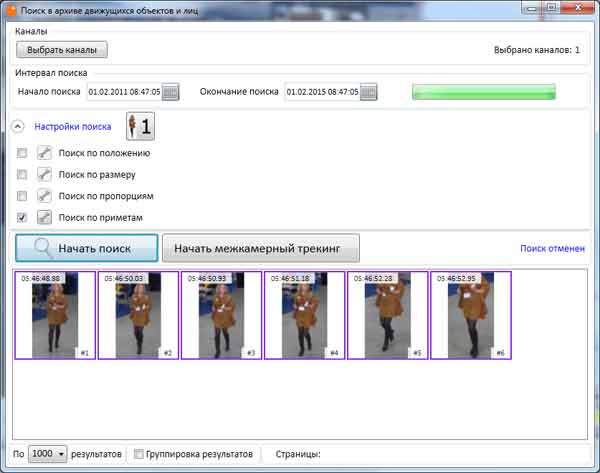 Поиск в архиве движущихся объектов и лиц
Каналы
Выбрать каналы
Выбрано каналов: 1
Интервал поиска
Начало поиска 01.02.2011 08:47:05 Окончание поиска 01.02.2015 08:47:05
Настройки поиска 1
Поиск по положению
Поиск по размеру
Поиск по пропорциям
Поиск по приметам
Начать поиск Начать межкамерный трекинг Поиск отменен
05:46:48.98 05:46:50.03 05:46:50.93 05:46:51.18 05:46:52.28 05:46:52.95
#1 #2 #3 #4 #5 #6
По 1000 результатов Группировка результатов Страницы: